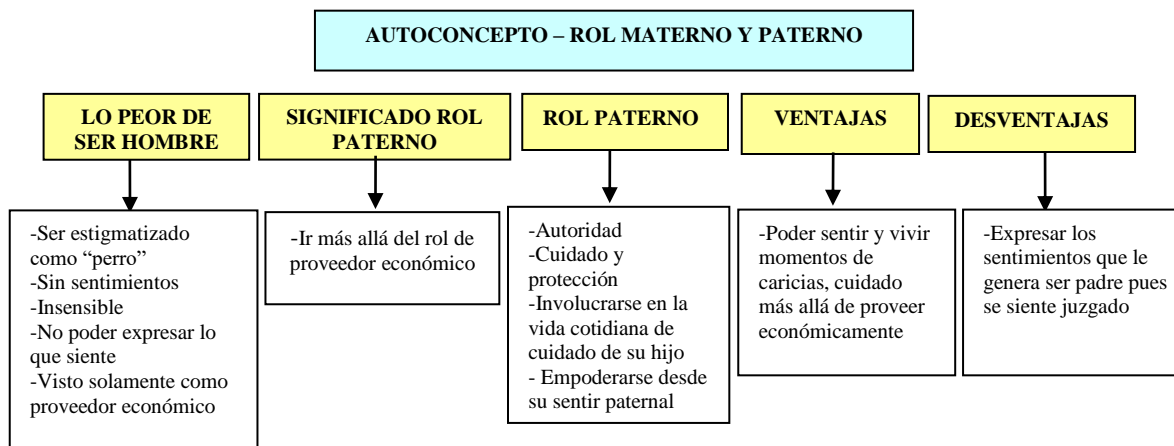 AUTOCONCEPTO – ROL MATERNO Y PATERNO
LO PEOR DE
SER HOMBRE
-Ser estigmatizado
como “perro”
-Sin sentimientos
-Insensible
-No poder expresar lo
que siente
-Visto solamente como
proveedor económico
SIGNIFICADO ROL
PATERNO
-Ir más allá del rol de
proveedor económico
ROL PATERNO
-Autoridad
-Cuidado y
protección
-Involucrarse en la
vida cotidiana de
cuidado de su hijo
- Empoderarse desde
su sentir paternal
VENTAJAS
-Poder sentir y vivir
momentos de
caricias, cuidado
más allá de proveer
económicamente
DESVENTAJAS
-Expresar los
sentimientos que le
genera ser padre pues
se siente juzgado